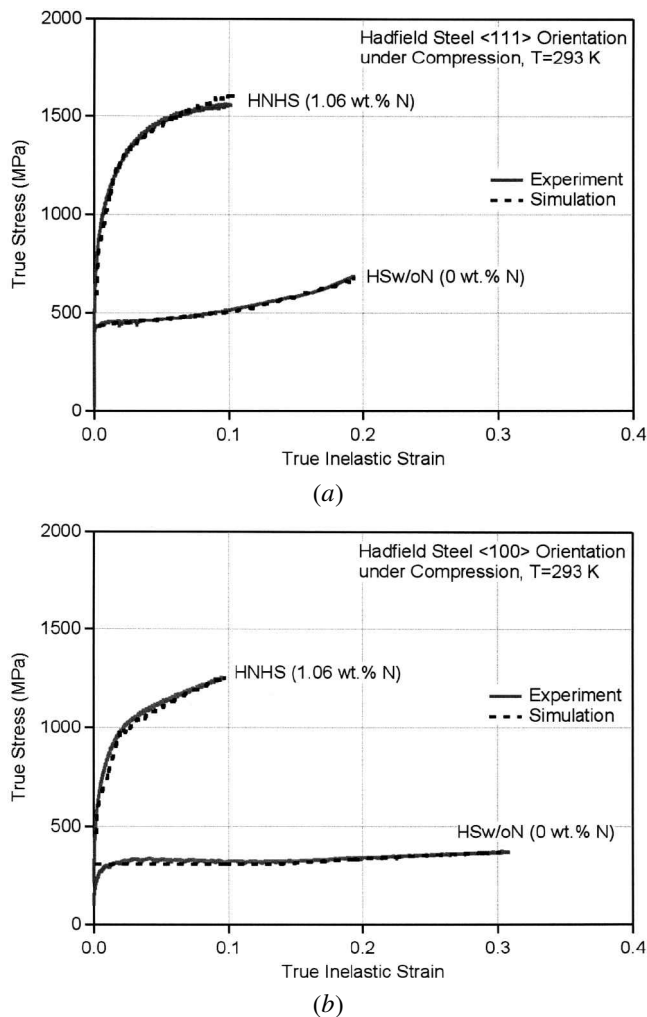 2000
Hadfield Steel <111> Orientation
under Compression, T=293 K
HNHS (1.06 wt.% N)
1500
Experiment
Simulation
1000
True Stress (MPa)
HSw/oN (0 wt.% N)
500
0
0.0 0.1 0.2 0.3 0.4
True Inelastic Strain
(a)
2000
Hadfield Steel <100> Orientation
under Compression, T=293 K
1500
HNHS (1.06 wt.% N)
Experiment
Simulation
1000
True Stress (MPa)
HSw/oN (0 wt.% N)
500
0
0.0 0.1 0.2 0.3 0.4
True Inelastic Strain
(b)